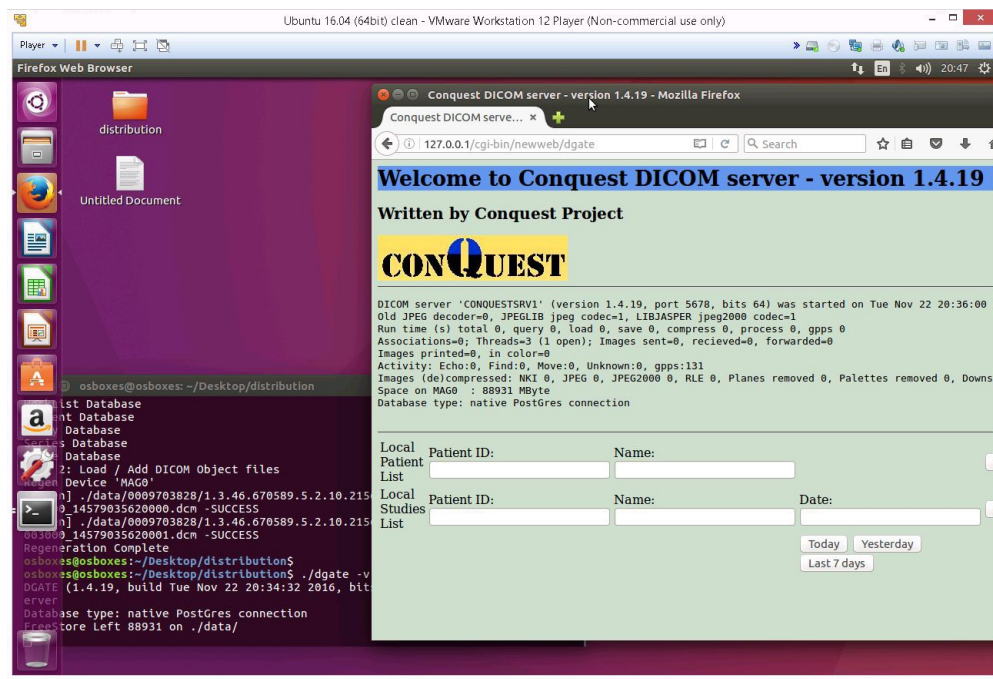 Ubuntu 16.04 (64bit) clean - VMware Workstation 12 Player (Non-commercial use only)
Player
Firefox Web Browser
En
20:47
distribution
Untitled Document
Conquest DICOM server - version 1.4.19 - Mozilla Firefox
Conquest DICOM serve...
127.0.0.1/cgi-bin/newweb/dgate
Search
Welcome to Conquest DICOM server - version 1.4.19
Written by Conquest Project
CONQUEST
DICOM server 'CONQUESTSRV1' (version 1.4.19, port 5678, bits 64) was started on Tue Nov 22 20:36:00
Old JPEG decoder=0, JPEGLIB jpeg codec=1, LIBJASPER jpeg2000 codec=1
Run time (s) total 0, query 0, load 0, save 0, compress 0, process 0, gpps 0
Associations=0; Threads=3 (1 open); Images sent=0, recieved=0, forwarded=0
Images printed=0, in color=0
Activity: Echo:0, Find:0, Move:0, Unknown:0, gpps:131
Images (de)compressed: NKI 0, JPEG 0, JPEG2000 0, RLE 0, Planes removed 0, Palettes removed 0, Downs
Space on MAG0 : 88931 MByte
Database type: native PostGres connection
Local Patient List
Patient ID:
Name:
Local Studies List
Patient ID:
Name:
Date:
Today
Yesterday
Last 7 days
osboxes@osboxes: ~/Desktop/distribution
ist Database
nt Database
Database
Series Database
Database
2: Load / Add DICOM Object files
Regen Device 'MAG0'
n] ./data/0009703828/1.3.46.670589.5.2.10.215
0_14579035620000.dcm -SUCCESS
n] ./data/0009703828/1.3.46.670589.5.2.10.215
003000_14579035620001.dcm -SUCCESS
Regeneration Complete
osboxes@osboxes:~/Desktop/distribution$
osboxes@osboxes:~/Desktop/distribution$ ./dgate -v
DGATE (1.4.19, build Tue Nov 22 20:34:32 2016, bit
erver
Database type: native PostGres connection
FreeStore Left 88931 on ./data/